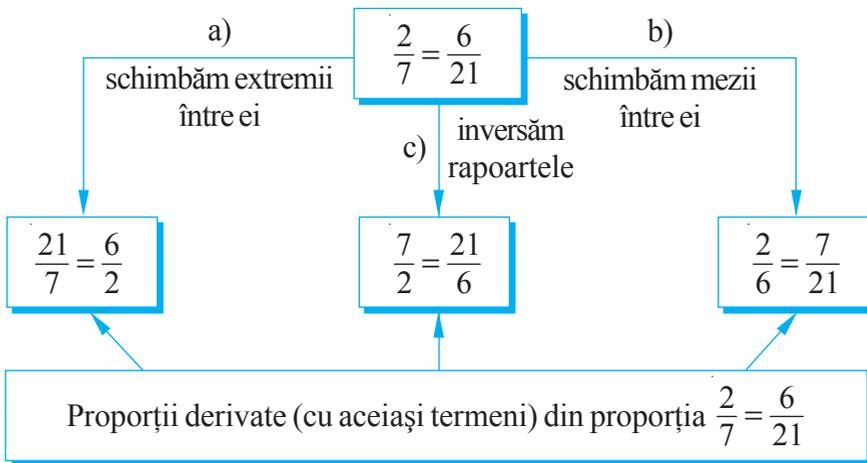 a)
2/7 = 6/21
b)
schimbăm extremii
între ei
schimbăm mezii
între ei
c)
inversăm
rapoartele
21/7 = 6/2
7/2 = 21/6
2/6 = 7/21
Proporții derivate (cu aceiaşi termeni) din proporția 2/7 = 6/21